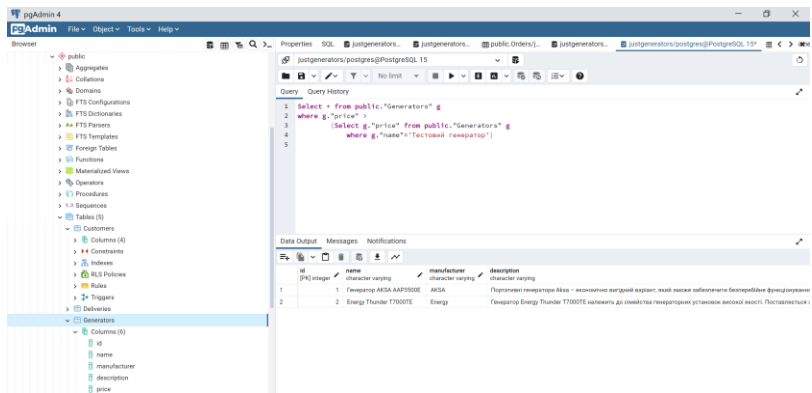 pgAdmin 4
pgAdmin File Object Tools Help
Browser
Properties SQL justgenerators... justgenerators... public.Orders/j... justgenerators... justgenerators/postgres@PostgreSQL 15*
public
Aggregates
Collations
Domains
FTS Configurations
FTS Dictionaries
FTS Parsers
FTS Templates
Foreign Tables
Functions
Materialized Views
Operators
Procedures
1..3 Sequences
Tables (5)
Customers
Columns (4)
Constraints
Indexes
RLS Policies
Rules
Triggers
Deliveries
Generators
Columns (6)
id
name
manufacturer
description
price
justgenerators/postgres@PostgreSQL 15
No limit
Query Query History
1 Select * from public."Generators" g
2 where g."price" >
3 (Select g."price" from public."Generators" g
4 where g."name"='Тестовий генератор')
5
Data Output Messages Notifications
id name manufacturer description
[PK] integer character varying character varying character varying
1 1 Генератор AKSA AAP3500E AKSA Портативні генератори Aksa – економічно вигідний варіант, який зможе забезпечити безперебійне функціонування
2 2 Energy Thunder T7000TE Energy Генератор Energy Thunder T7000TE належить до сімейства генераторних установок високої якості. Поставляється